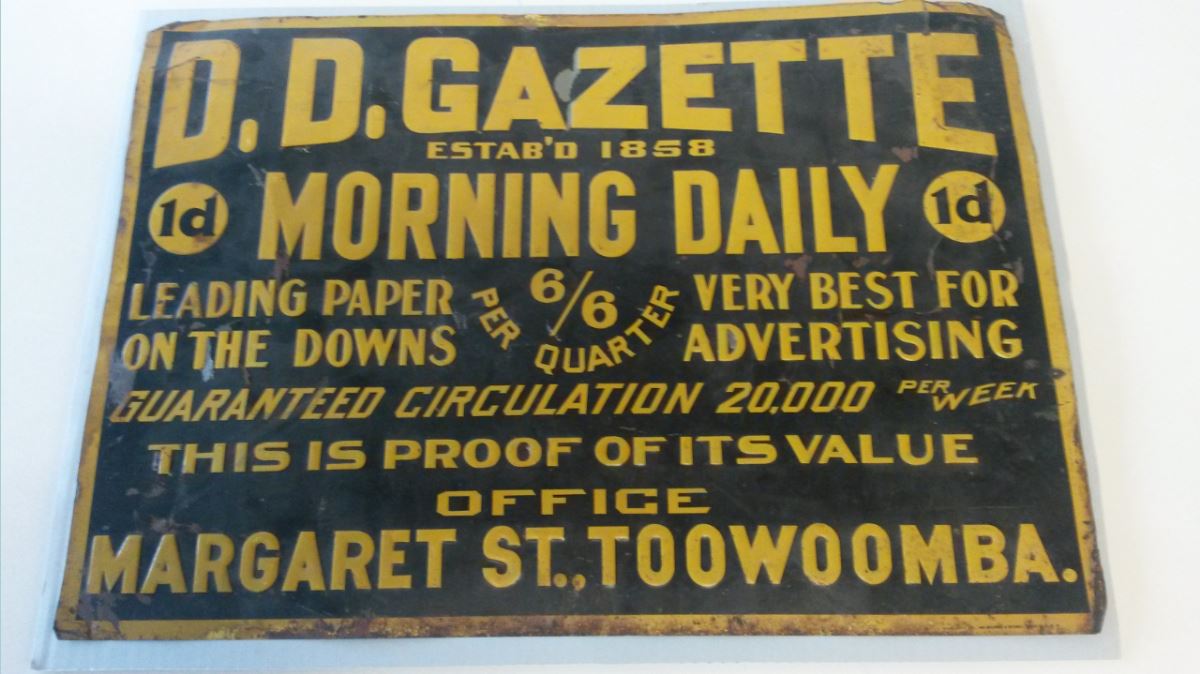 D. D. GAZETTE
ESTAB'D 1858
1d MORNING DAILY 1d
LEADING PAPER
ON THE DOWNS
6/6
PER QUARTER
VERY BEST FOR
ADVERTISING
GUARANTEED CIRCULATION 20,000 PER WEEK
THIS IS PROOF OF ITS VALUE
OFFICE
MARGARET ST., TOOWOOMBA.